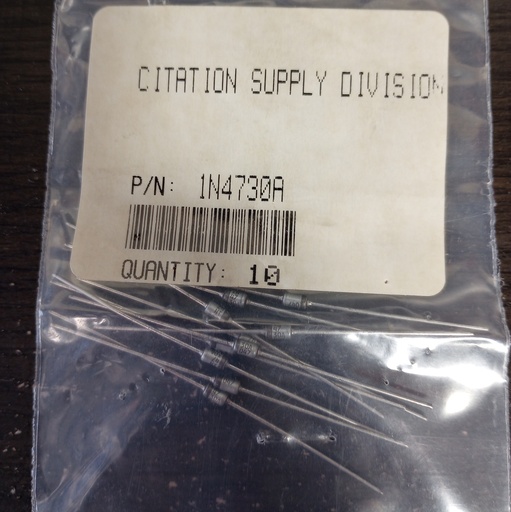 CITATION SUPPLY DIVISION
P/N: 1N4730A
QUANTITY: 10